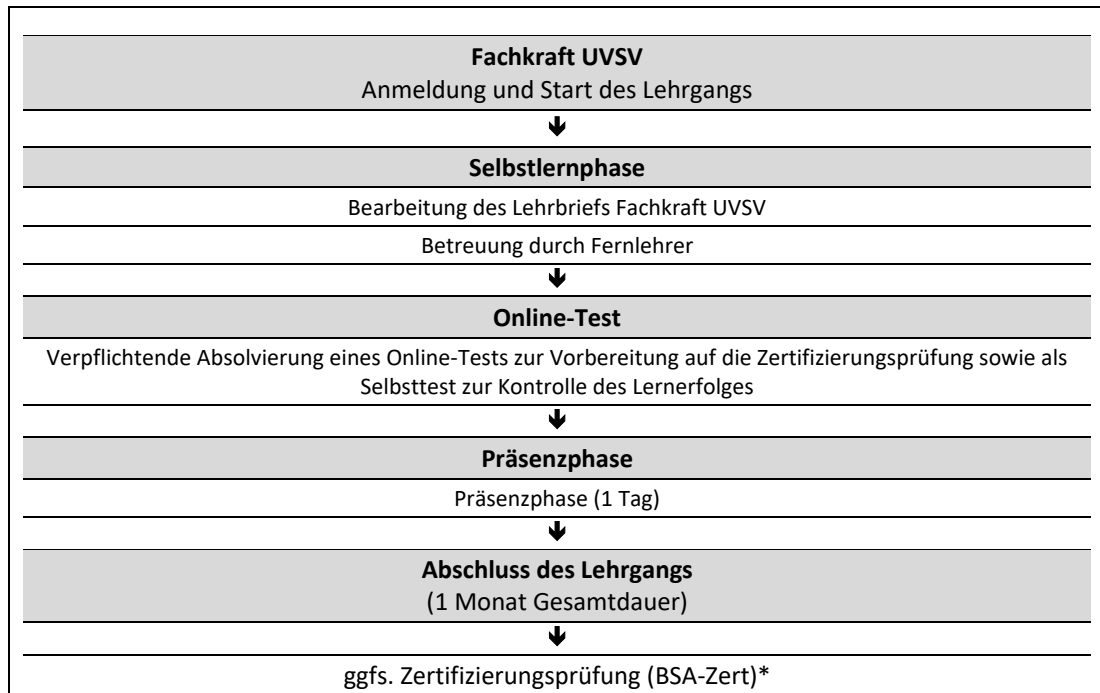 Fachkraft UVSV
Anmeldung und Start des Lehrgangs
Selbstlernphase
Bearbeitung des Lehrbriefs Fachkraft UVSV
Betreuung durch Fernlehrer
Online-Test
Verpflichtende Absolvierung eines Online-Tests zur Vorbereitung auf die Zertifizierungsprüfung sowie als
Selbsttest zur Kontrolle des Lernerfolges
Präsenzphase
Präsenzphase (1 Tag)
Abschluss des Lehrgangs
(1 Monat Gesamtdauer)
ggfs. Zertifizierungsprüfung (BSA-Zert)*